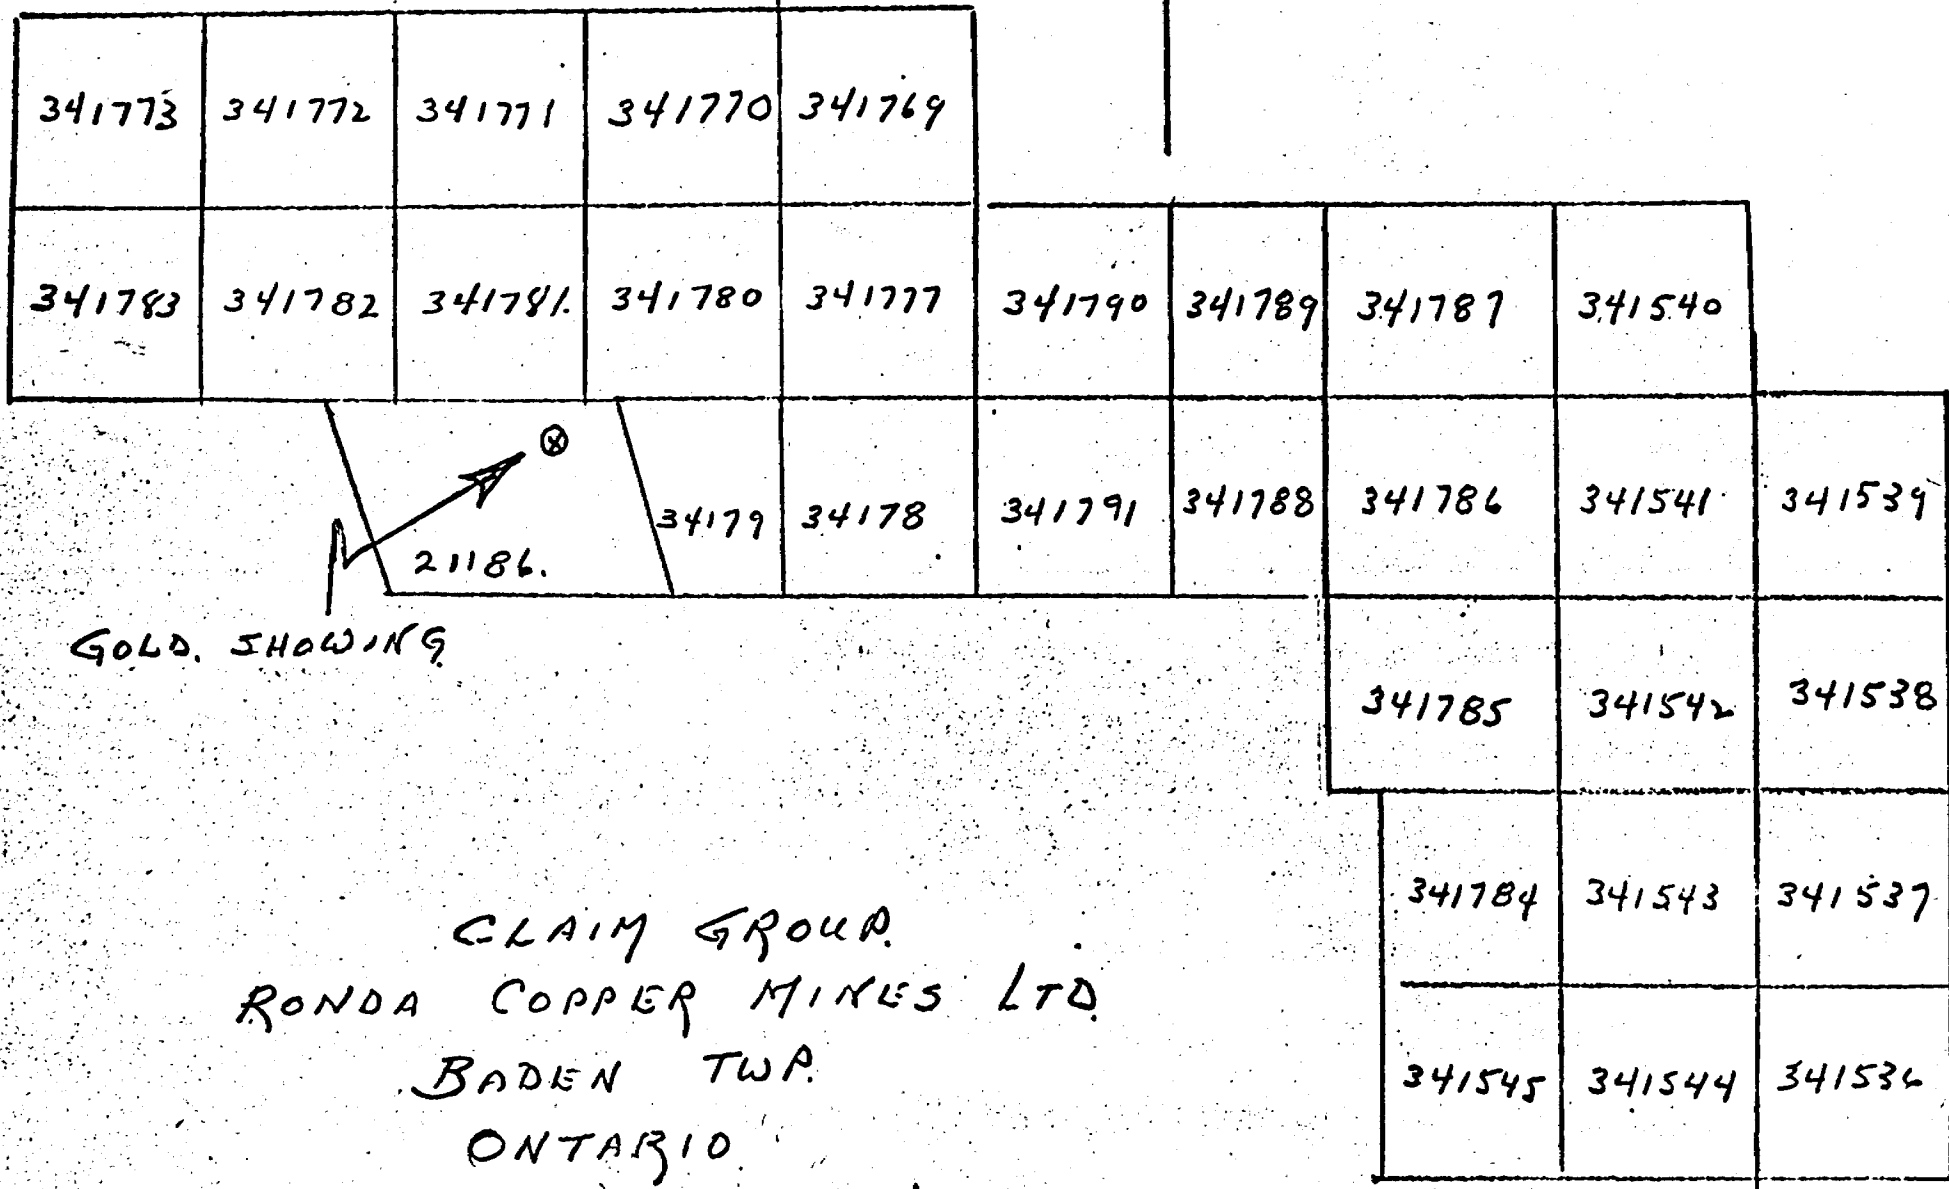 341773 341772 341771 341770 341769
341783 341782 341781. 341780 341777 341790 341789 341787 341540
21186. 34179 34178 341791 341788 341786 341541 341539
GOLD. SHOWING
341785 341542 341538
341784 341543 341537
341545 341544 341536
CLAIM GROUP.
RONDA COPPER MINES LTD.
BADEN TWP.
ONTARIO